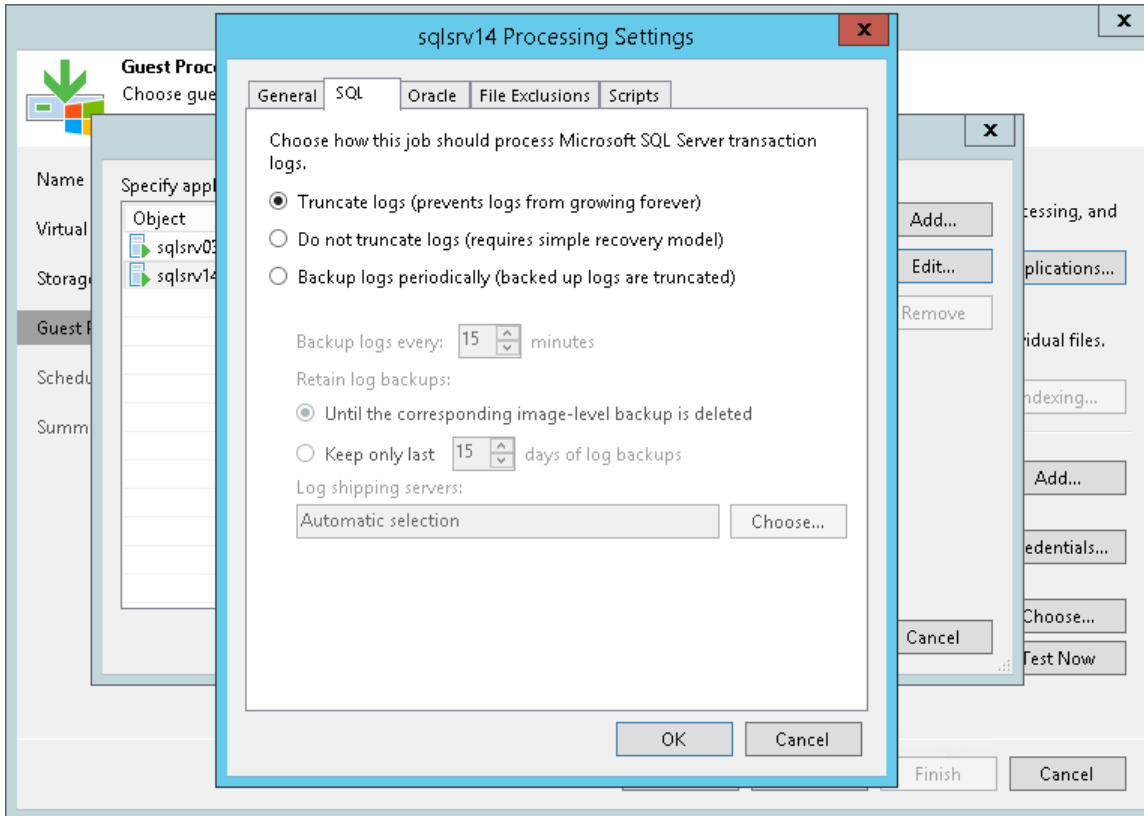 sqlsrv14 Processing Settings
x
x
Guest Proc
Choose gue
General
SQL
Oracle
File Exclusions
Scripts
x
Choose how this job should process Microsoft SQL Server transaction
logs.
Name
Virtual
Storag
Guest
Schedu
Summ
Specify appl
Object
sqlsrv03
sqlsrv14
Truncate logs (prevents logs from growing forever)
Do not truncate logs (requires simple recovery model)
Backup logs periodically (backed up logs are truncated)
Backup logs every: 15 minutes
Retain log backups:
Until the corresponding image-level backup is deleted
Keep only last 15 days of log backups
Log shipping servers:
Automatic selection
Choose...
OK
Cancel
Add...
Edit...
Remove
Cancel
cessing, and
plications...
vidual files.
ndexing...
Add...
edentials...
Choose...
Test Now
Finish
Cancel